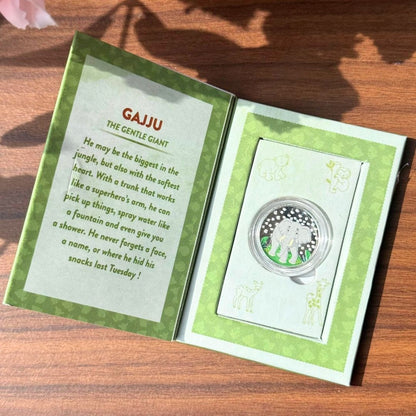 GAJJU
THE GENTLE GIANT
He may be the biggest in the
jungle, but also with the softest
heart. With a trunk that works
like a superhero's arm, he can
pick up things, spray water like
a fountain and even give you
a shower. He never forgets a face,
a name, or where he hid his
snacks last Tuesday !